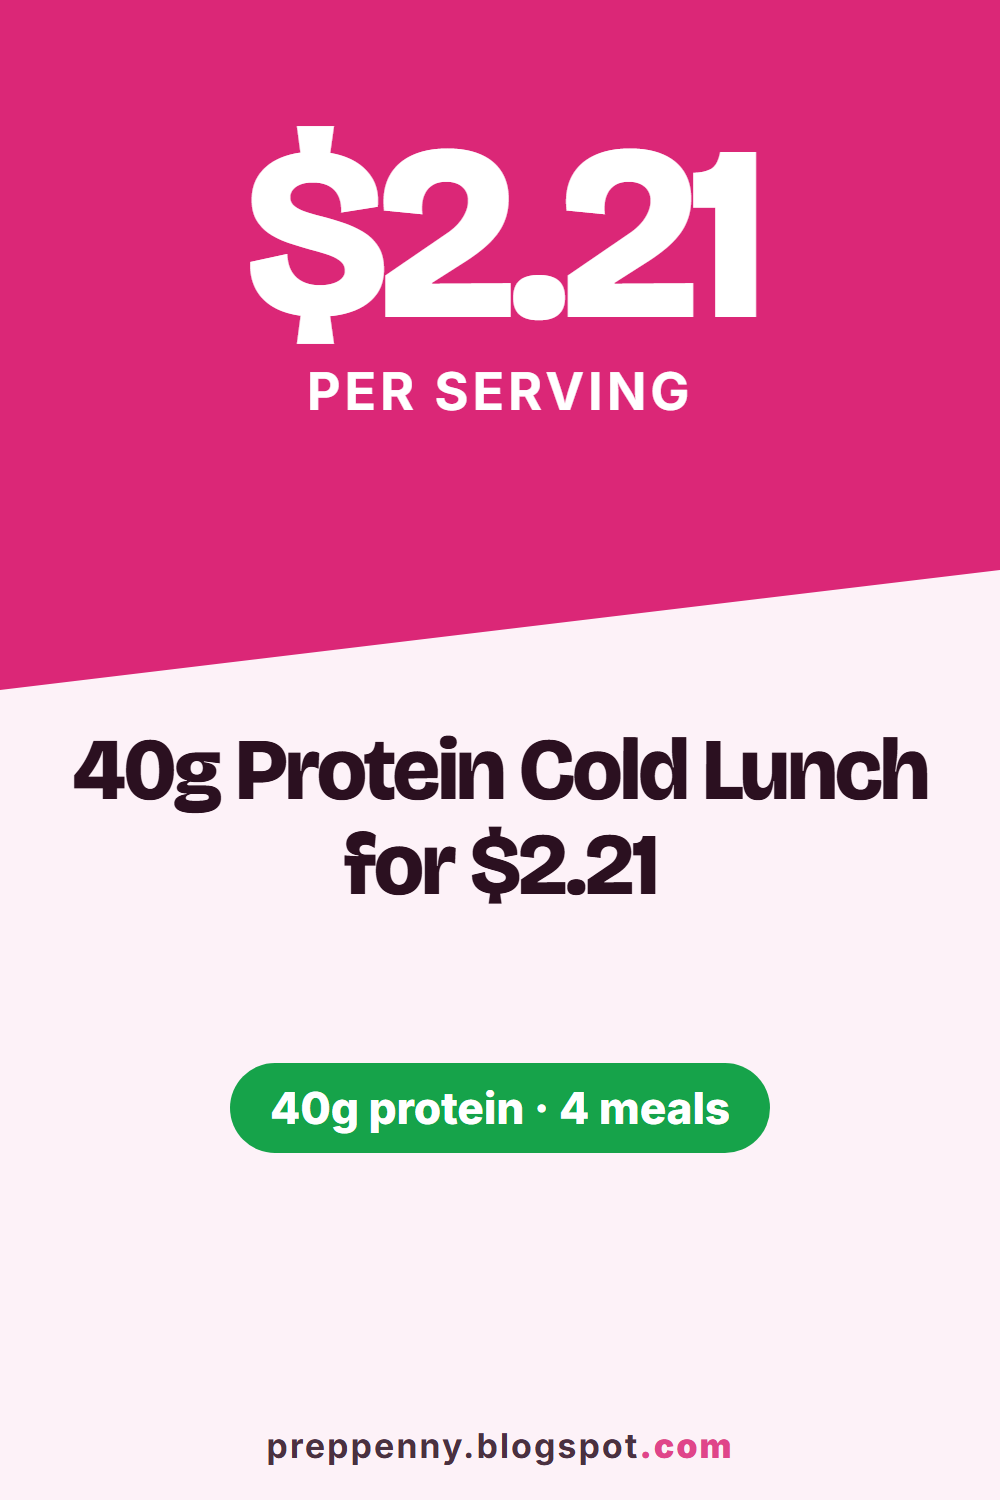 $2.21
PER SERVING
40g Protein Cold Lunch
for $2.21
40g protein · 4 meals
preppenny.blogspot.com